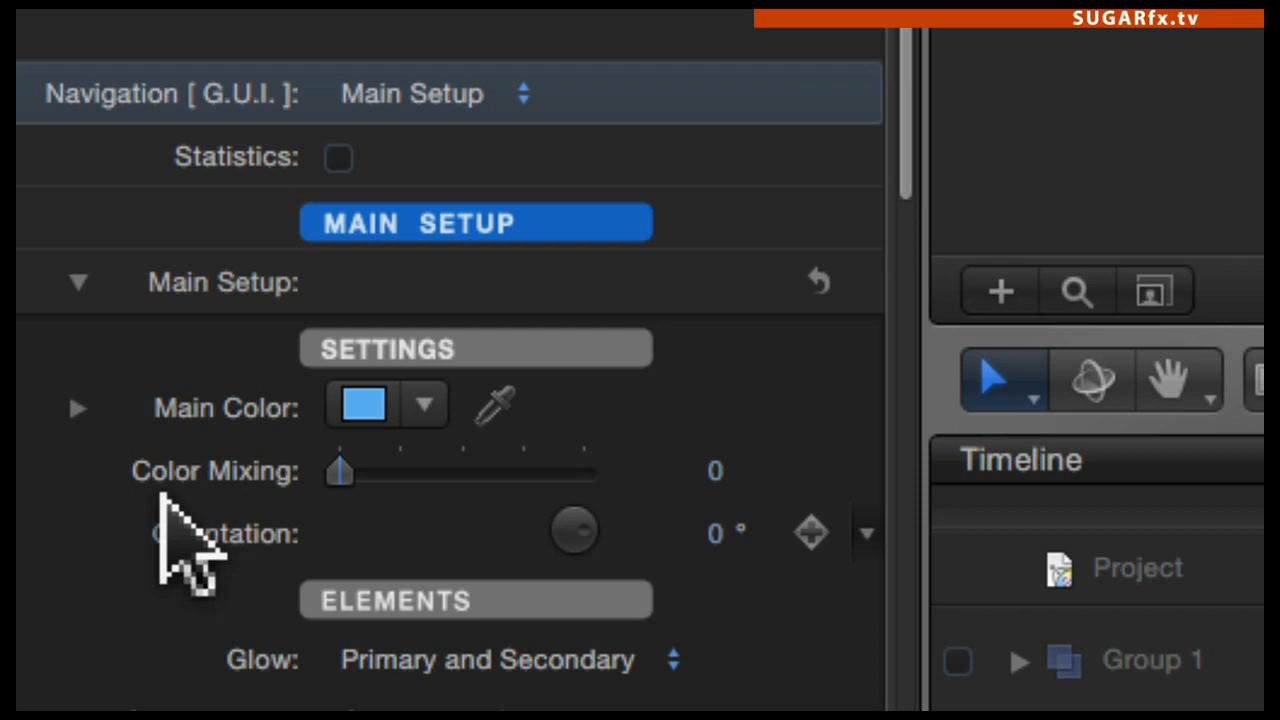 SUGARfx.tv
Navigation [ G.U.I. ]: Main Setup
Statistics:
MAIN SETUP
Main Setup:
SETTINGS
Main Color:
Color Mixing: 0
ntation: 0 °
ELEMENTS
Glow: Primary and Secondary
Timeline
Project
Group 1